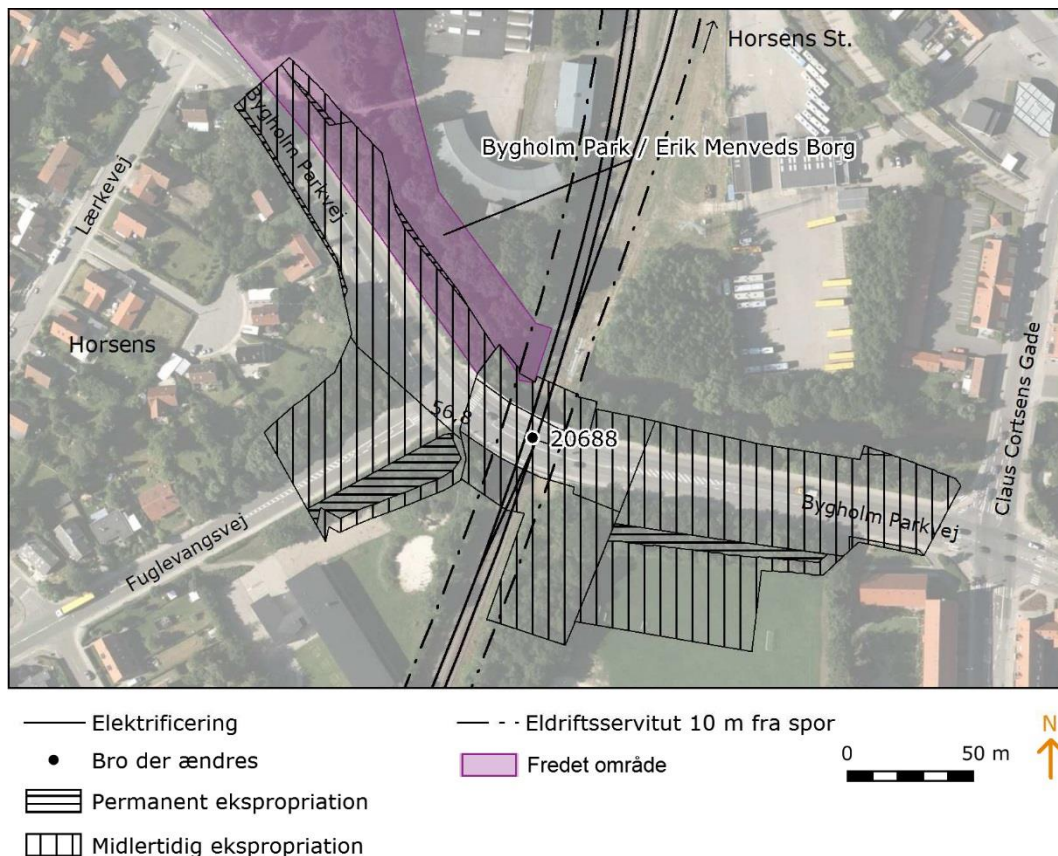 Horsens St.
Bygholm Park / Erik Menveds Borg
Bygholm Parkvej
Lærkevej
Horsens
56,8
20688
Claus Cortsens Gade
Bygholm Parkvej
Fuglevangsvej
Elektrificering
Eldriftsservitut 10 m fra spor
N
Bro der ændres
Fredet område
0 50 m
Permanent ekspropriation
Midlertidig ekspropriation